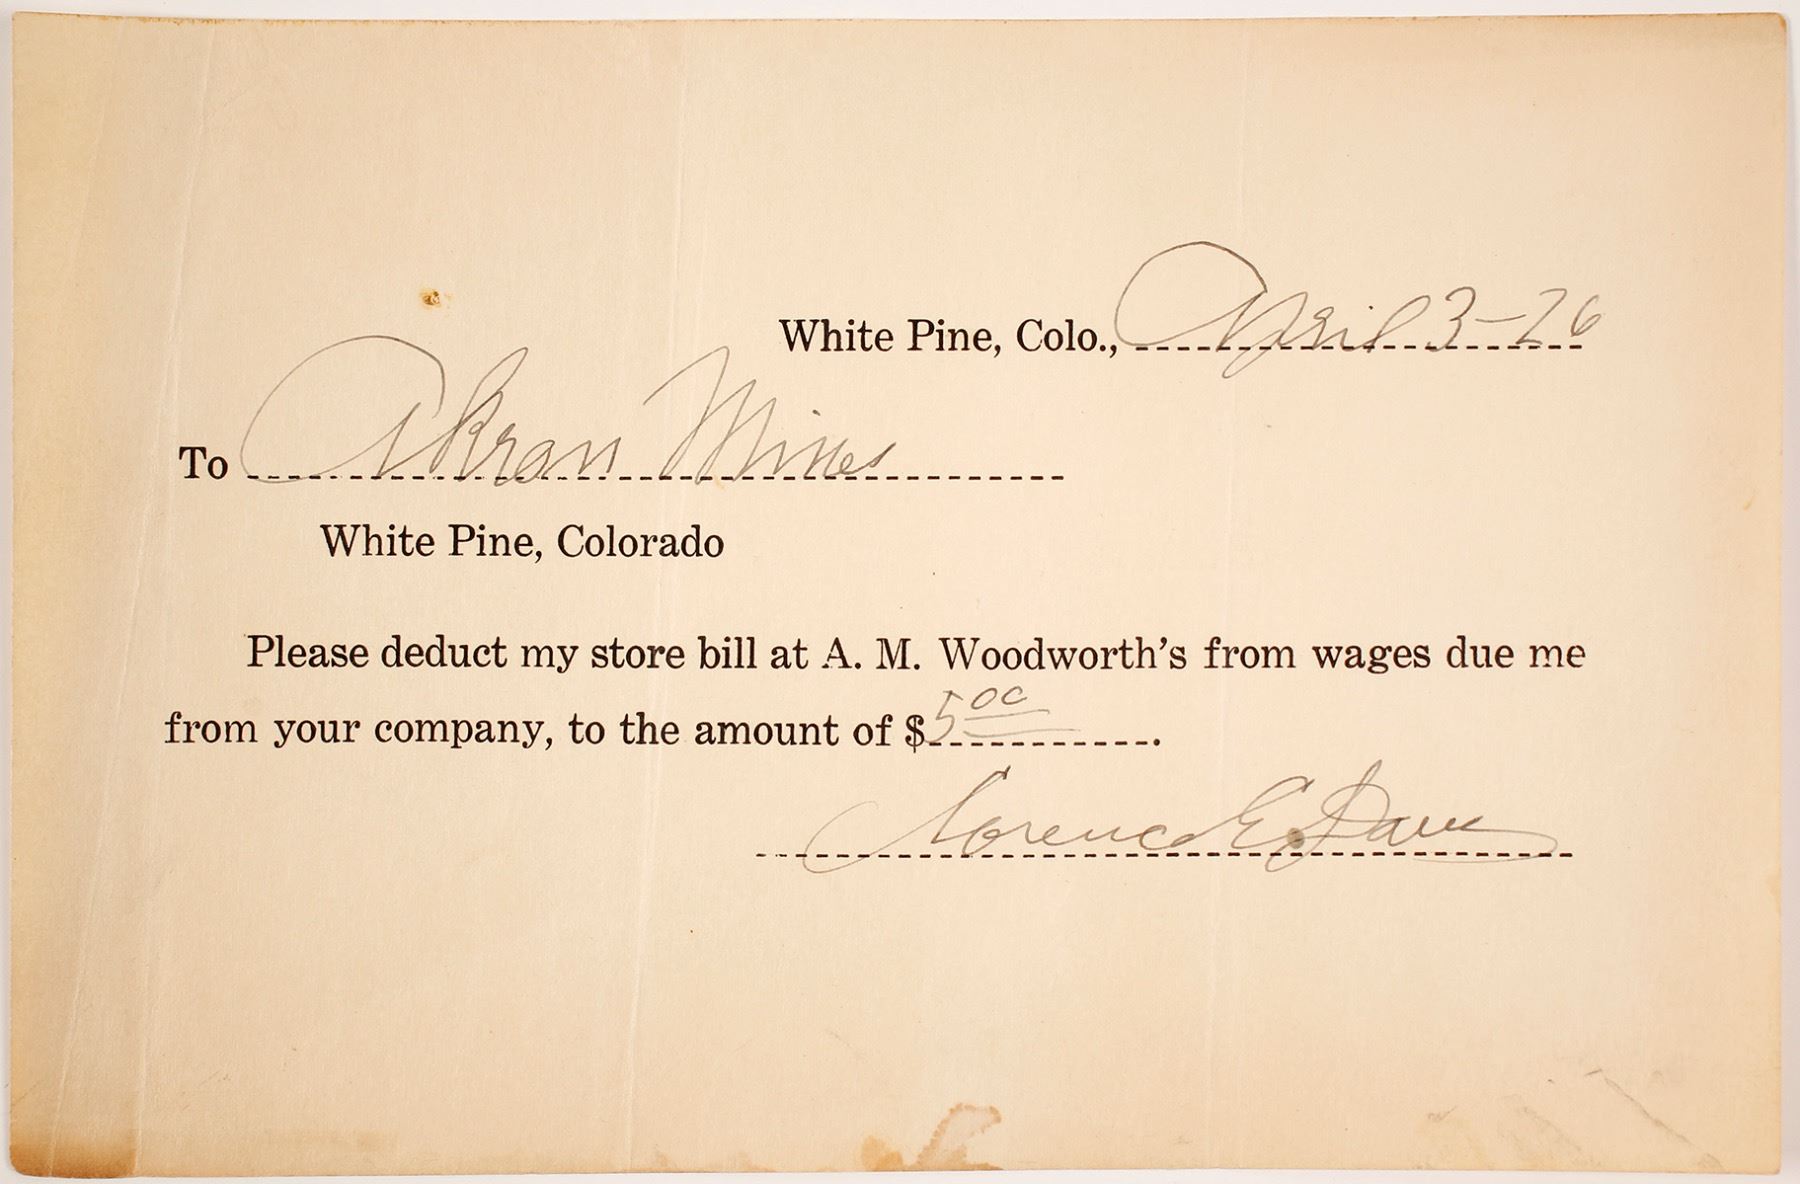 White Pine, Colo., April 3-26
To Akron Mines
White Pine, Colorado
Please deduct my store bill at A. M. Woodworth's from wages due me
from your company, to the amount of $5 00.
E.